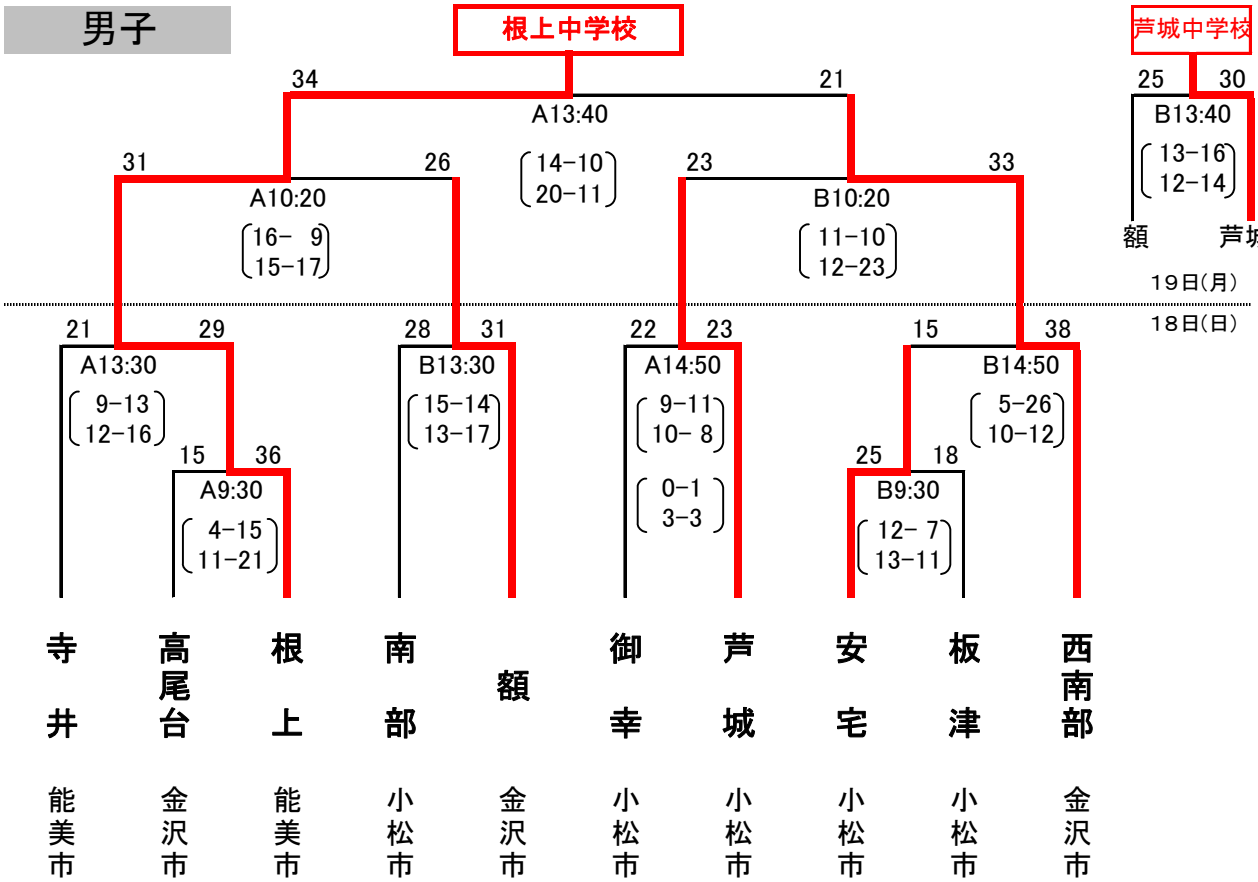 男子
根上中学校
芦城中学校
34
21
25
30
A13:40
B13:40
14-10
20-11
13-16
12-14
額
芦城
31
26
23
33
A10:20
B10:20
16- 9
15-17
11-10
12-23
19日(月)
18日(日)
21
29
28
31
22
23
15
38
A13:30
B13:30
A14:50
B14:50
9-13
12-16
15-14
13-17
9-11
10- 8
0-1
3-3
5-26
10-12
15
36
25
18
A9:30
B9:30
4-15
11-21
12- 7
13-11
寺井
高尾台
根上
南部
額
御幸
芦城
安宅
板津
西南部
能美市
金沢市
能美市
小松市
金沢市
小松市
小松市
小松市
小松市
金沢市